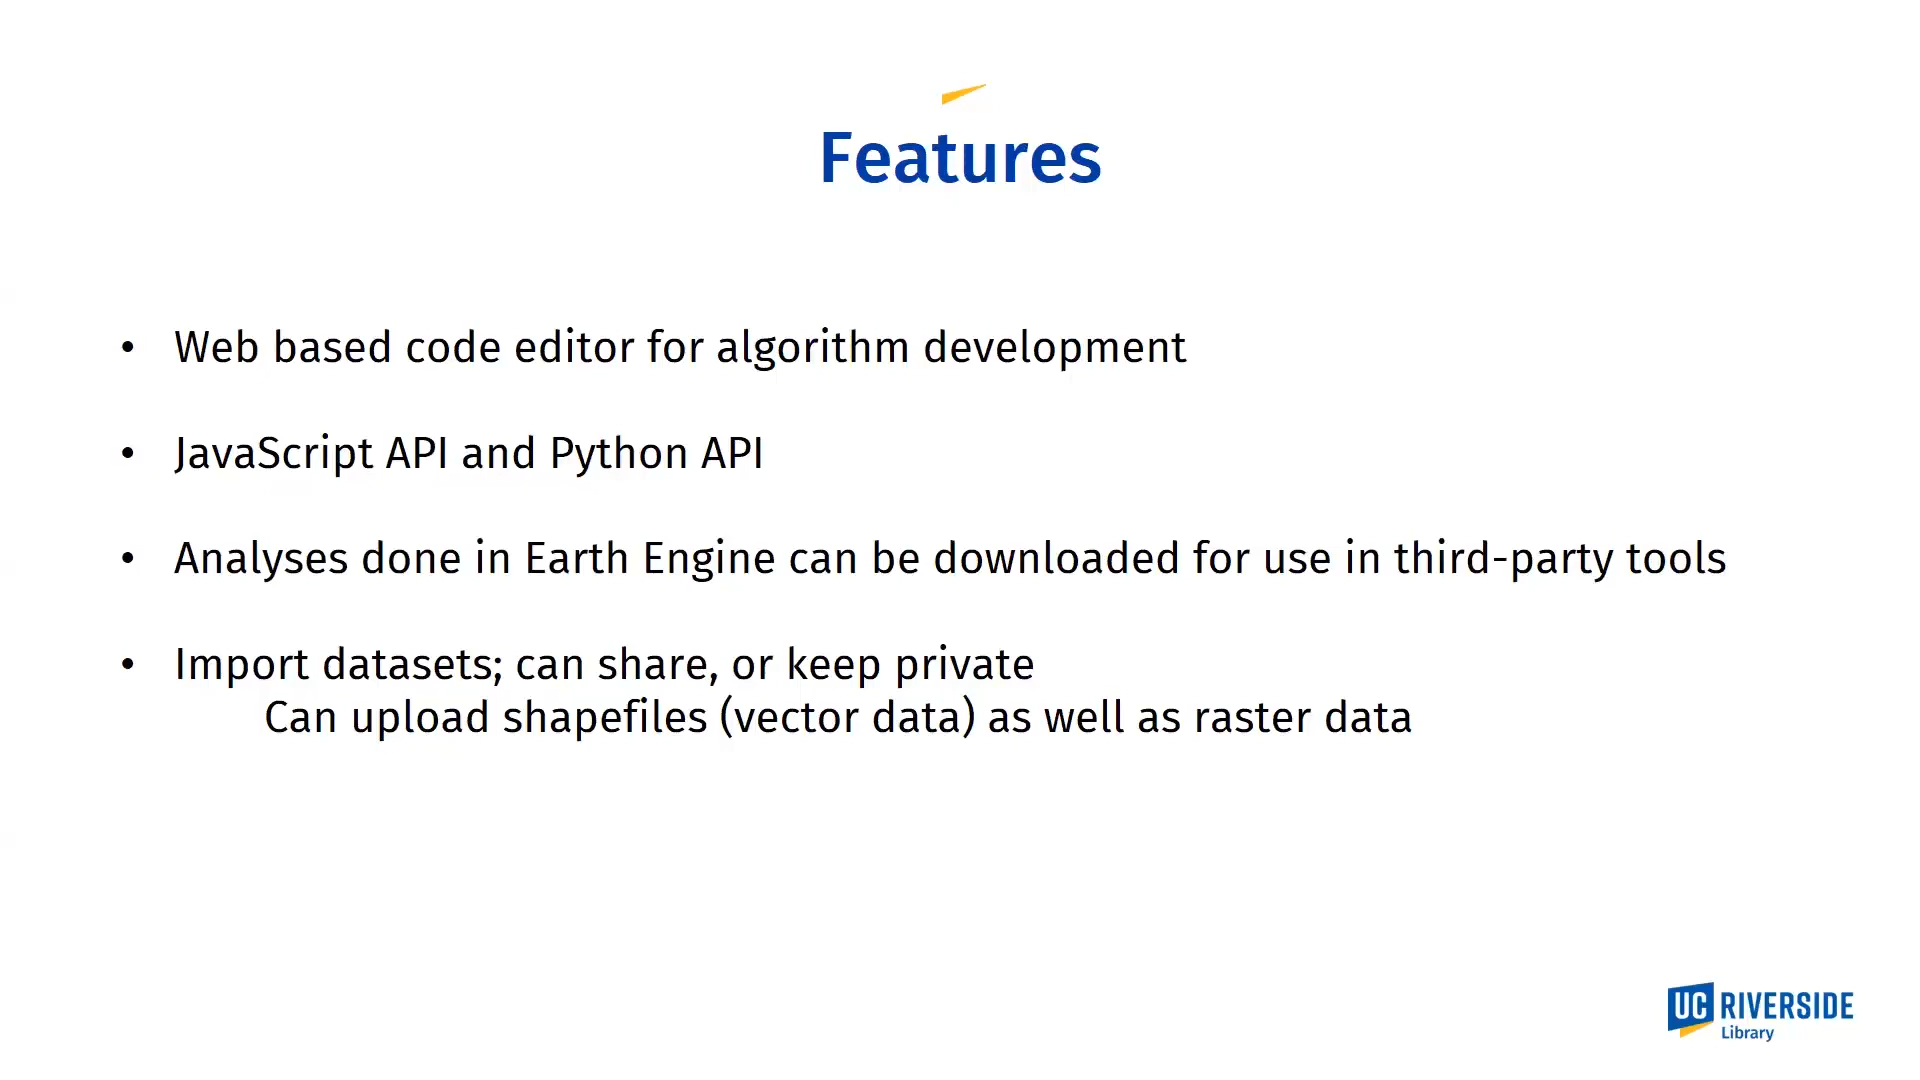 Features
• Web based code editor for algorithm development
• JavaScript API and Python API
• Analyses done in Earth Engine can be downloaded for use in third-party tools
• Import datasets; can share, or keep private
Can upload shapefiles (vector data) as well as raster data
UC RIVERSIDE
Library